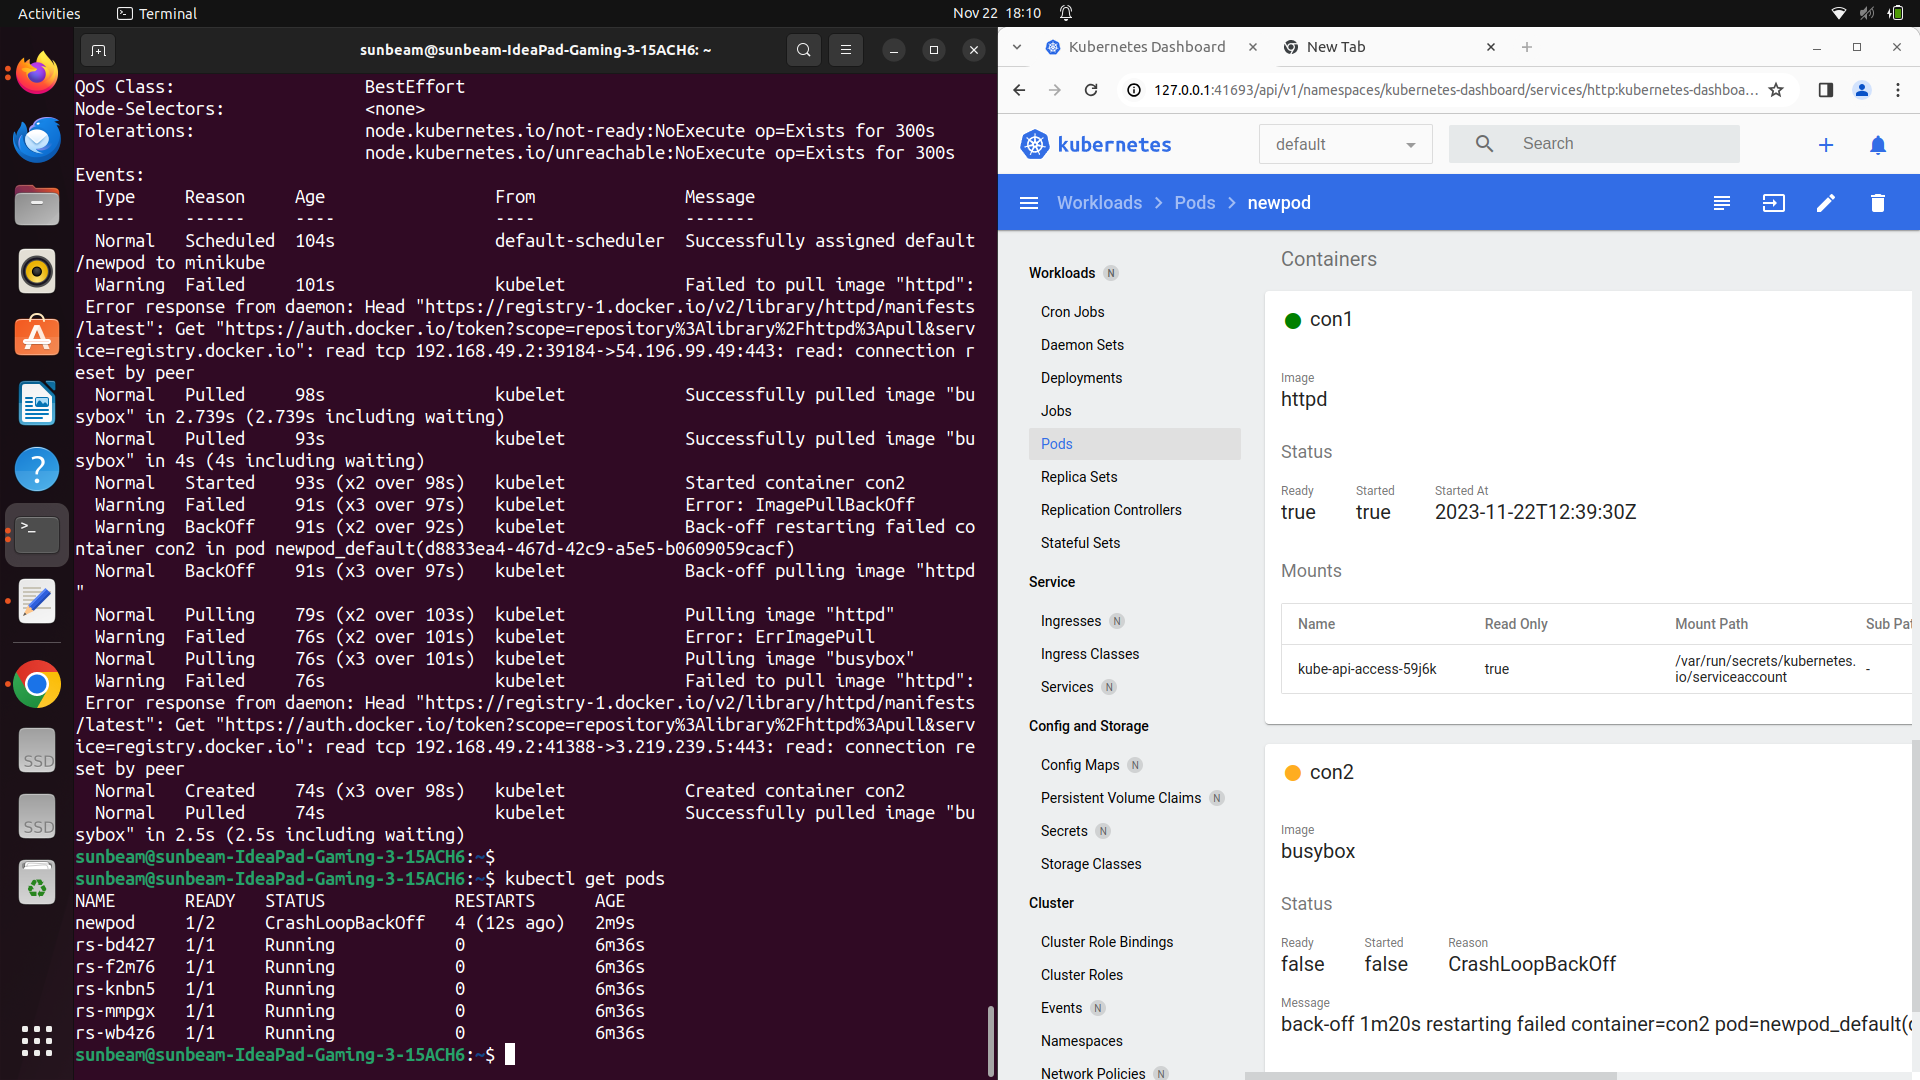 Activities
Terminal
Nov 22 18:10
sunbeam@sunbeam-IdeaPad-Gaming-3-15ACH6: ~
QoS Class: BestEffort
Node-Selectors: <none>
Tolerations: node.kubernetes.io/not-ready:NoExecute op=Exists for 300s
node.kubernetes.io/unreachable:NoExecute op=Exists for 300s
Events:
Type Reason Age From Message
---- ------ ---- ---- -------
Normal Scheduled 104s default-scheduler Successfully assigned default
/newpod to minikube
Warning Failed 101s kubelet Failed to pull image "httpd":
Error response from daemon: Head "https://registry-1.docker.io/v2/library/httpd/manifests
/latest": Get "https://auth.docker.io/token?scope=repository%3Alibrary%2Fhttpd%3Apull&serv
ice=registry.docker.io": read tcp 192.168.49.2:39184->54.196.99.49:443: read: connection r
eset by peer
Normal Pulled 98s kubelet Successfully pulled image "bu
sybox" in 2.739s (2.739s including waiting)
Normal Pulled 93s kubelet Successfully pulled image "bu
sybox" in 4s (4s including waiting)
Normal Started 93s (x2 over 98s) kubelet Started container con2
Warning Failed 91s (x3 over 97s) kubelet Error: ImagePullBackOff
Warning BackOff 91s (x2 over 92s) kubelet Back-off restarting failed co
ntainer con2 in pod newpod_default(d8833ea4-467d-42c9-a5e5-b0609059cacf)
Normal BackOff 91s (x3 over 97s) kubelet Back-off pulling image "httpd
"
Normal Pulling 79s (x2 over 103s) kubelet Pulling image "httpd"
Warning Failed 76s (x2 over 101s) kubelet Error: ErrImagePull
Normal Pulling 76s (x3 over 101s) kubelet Pulling image "busybox"
Warning Failed 76s kubelet Failed to pull image "httpd":
Error response from daemon: Head "https://registry-1.docker.io/v2/library/httpd/manifests
/latest": Get "https://auth.docker.io/token?scope=repository%3Alibrary%2Fhttpd%3Apull&serv
ice=registry.docker.io": read tcp 192.168.49.2:41388->3.219.239.5:443: read: connection re
set by peer
Normal Created 74s (x3 over 98s) kubelet Created container con2
Normal Pulled 74s kubelet Successfully pulled image "bu
sybox" in 2.5s (2.5s including waiting)
sunbeam@sunbeam-IdeaPad-Gaming-3-15ACH6:~$
sunbeam@sunbeam-IdeaPad-Gaming-3-15ACH6:~$ kubectl get pods
NAME READY STATUS RESTARTS AGE
newpod 1/2 CrashLoopBackOff 4 (12s ago) 2m9s
rs-bd427 1/1 Running 0 6m36s
rs-f2m76 1/1 Running 0 6m36s
rs-knbn5 1/1 Running 0 6m36s
rs-mmpgx 1/1 Running 0 6m36s
rs-wb4z6 1/1 Running 0 6m36s
sunbeam@sunbeam-IdeaPad-Gaming-3-15ACH6:~$
SSD
SSD
Kubernetes Dashboard
New Tab
127.0.0.1:41693/api/v1/namespaces/kubernetes-dashboard/services/http:kubernetes-dashboa...
kubernetes
default
Search
Workloads
Pods
newpod
Workloads N
Cron Jobs
Daemon Sets
Deployments
Jobs
Pods
Replica Sets
Replication Controllers
Stateful Sets
Service
Ingresses N
Ingress Classes
Services N
Config and Storage
Config Maps N
Persistent Volume Claims N
Secrets N
Storage Classes
Cluster
Cluster Role Bindings
Cluster Roles
Events N
Namespaces
Network Policies N
Containers
con1
Image
httpd
Status
Ready Started Started At
true true 2023-11-22T12:39:30Z
Mounts
Name Read Only Mount Path Sub Pat
kube-api-access-59j6k true /var/run/secrets/kubernetes. -
io/serviceaccount
con2
Image
busybox
Status
Ready Started Reason
false false CrashLoopBackOff
Message
back-off 1m20s restarting failed container=con2 pod=newpod_default(